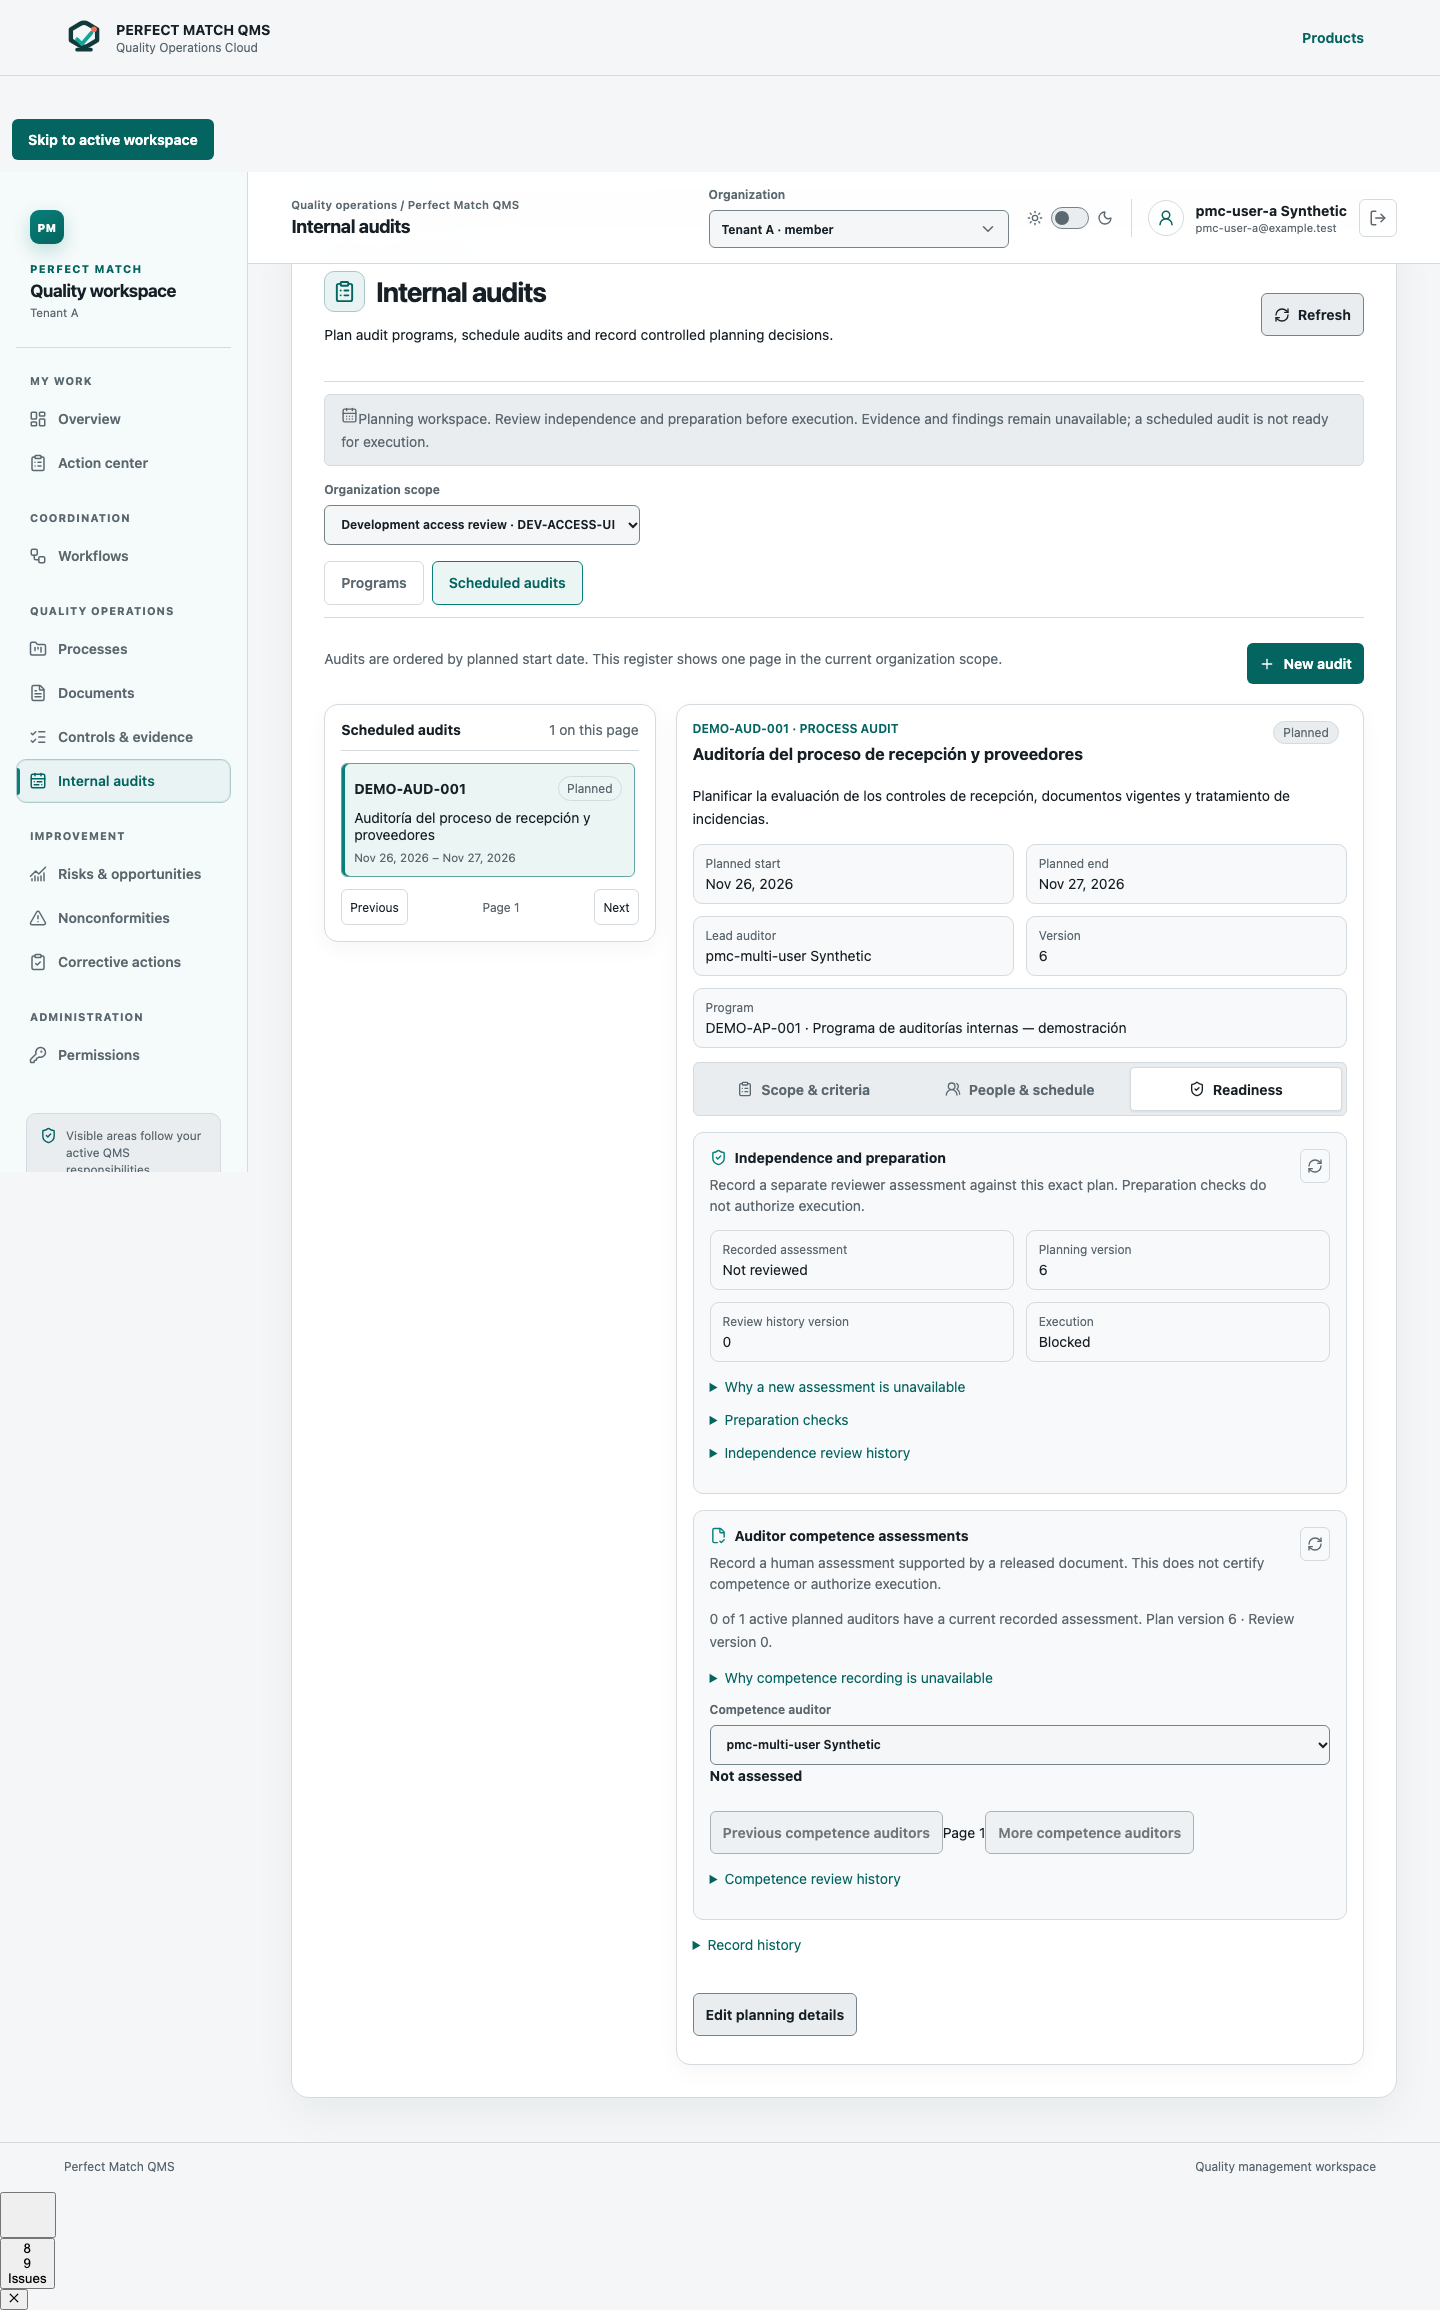 PERFECT MATCH QMS
Quality Operations Cloud
Products
Skip to active workspace
PM
PERFECT MATCH
Quality workspace
Tenant A
MY WORK
Overview
Action center
COORDINATION
Workflows
QUALITY OPERATIONS
Processes
Documents
Controls & evidence
Internal audits
IMPROVEMENT
Risks & opportunities
Nonconformities
Corrective actions
ADMINISTRATION
Permissions
Visible areas follow your
active QMS
responsibilities
Quality operations / Perfect Match QMS
Internal audits
Organization
Tenant A · member
pmc-user-a Synthetic
pmc-user-a@example.test
Internal audits
Plan audit programs, schedule audits and record controlled planning decisions.
Refresh
Planning workspace. Review independence and preparation before execution. Evidence and findings remain unavailable; a scheduled audit is not ready
for execution.
Organization scope
Development access review · DEV-ACCESS-UI
Programs
Scheduled audits
Audits are ordered by planned start date. This register shows one page in the current organization scope.
New audit
Scheduled audits
1 on this page
DEMO-AUD-001
Planned
Auditoría del proceso de recepción y
proveedores
Nov 26, 2026 – Nov 27, 2026
Previous
Page 1
Next
DEMO-AUD-001 · PROCESS AUDIT
Planned
Auditoría del proceso de recepción y proveedores
Planificar la evaluación de los controles de recepción, documentos vigentes y tratamiento de
incidencias.
Planned start
Nov 26, 2026
Planned end
Nov 27, 2026
Lead auditor
pmc-multi-user Synthetic
Version
6
Program
DEMO-AP-001 · Programa de auditorías internas — demostración
Scope & criteria
People & schedule
Readiness
Independence and preparation
Record a separate reviewer assessment against this exact plan. Preparation checks do
not authorize execution.
Recorded assessment
Not reviewed
Planning version
6
Review history version
0
Execution
Blocked
Why a new assessment is unavailable
Preparation checks
Independence review history
Auditor competence assessments
Record a human assessment supported by a released document. This does not certify
competence or authorize execution.
0 of 1 active planned auditors have a current recorded assessment. Plan version 6 · Review
version 0.
Why competence recording is unavailable
Competence auditor
pmc-multi-user Synthetic
Not assessed
Previous competence auditors
Page 1
More competence auditors
Competence review history
Record history
Edit planning details
Perfect Match QMS
Quality management workspace
8
9
Issues